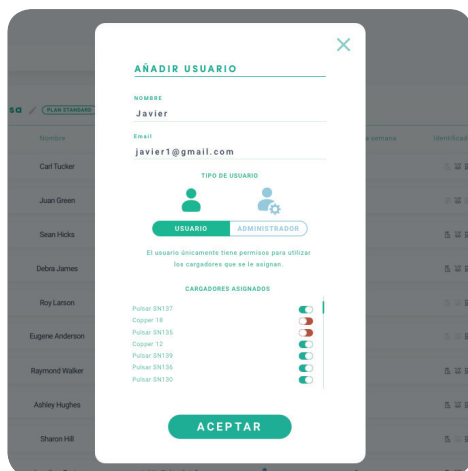 AÑADIR USUARIO
NOMBRE
Javier
Email
javier1@gmail.com
TIPO DE USUARIO
USUARIO
ADMINISTRADOR
El usuario únicamente tiene permisos para utilizar
los cargadores que se le asignan.
CARGADORES ASIGNADOS
Pulsar SN137
Copper 18
Pulsar SN135
Copper 12
Pulsar SN139
Pulsar SN136
Pulsar SN130
ACEPTAR
sa
PLAN STANDARD
Nombre
semana
Identificac
Carl Tucker
Juan Green
Sean Hicks
Debra James
Roy Larson
Eugene Anderson
Raymond Walker
Ashley Hughes
Sharon Hill